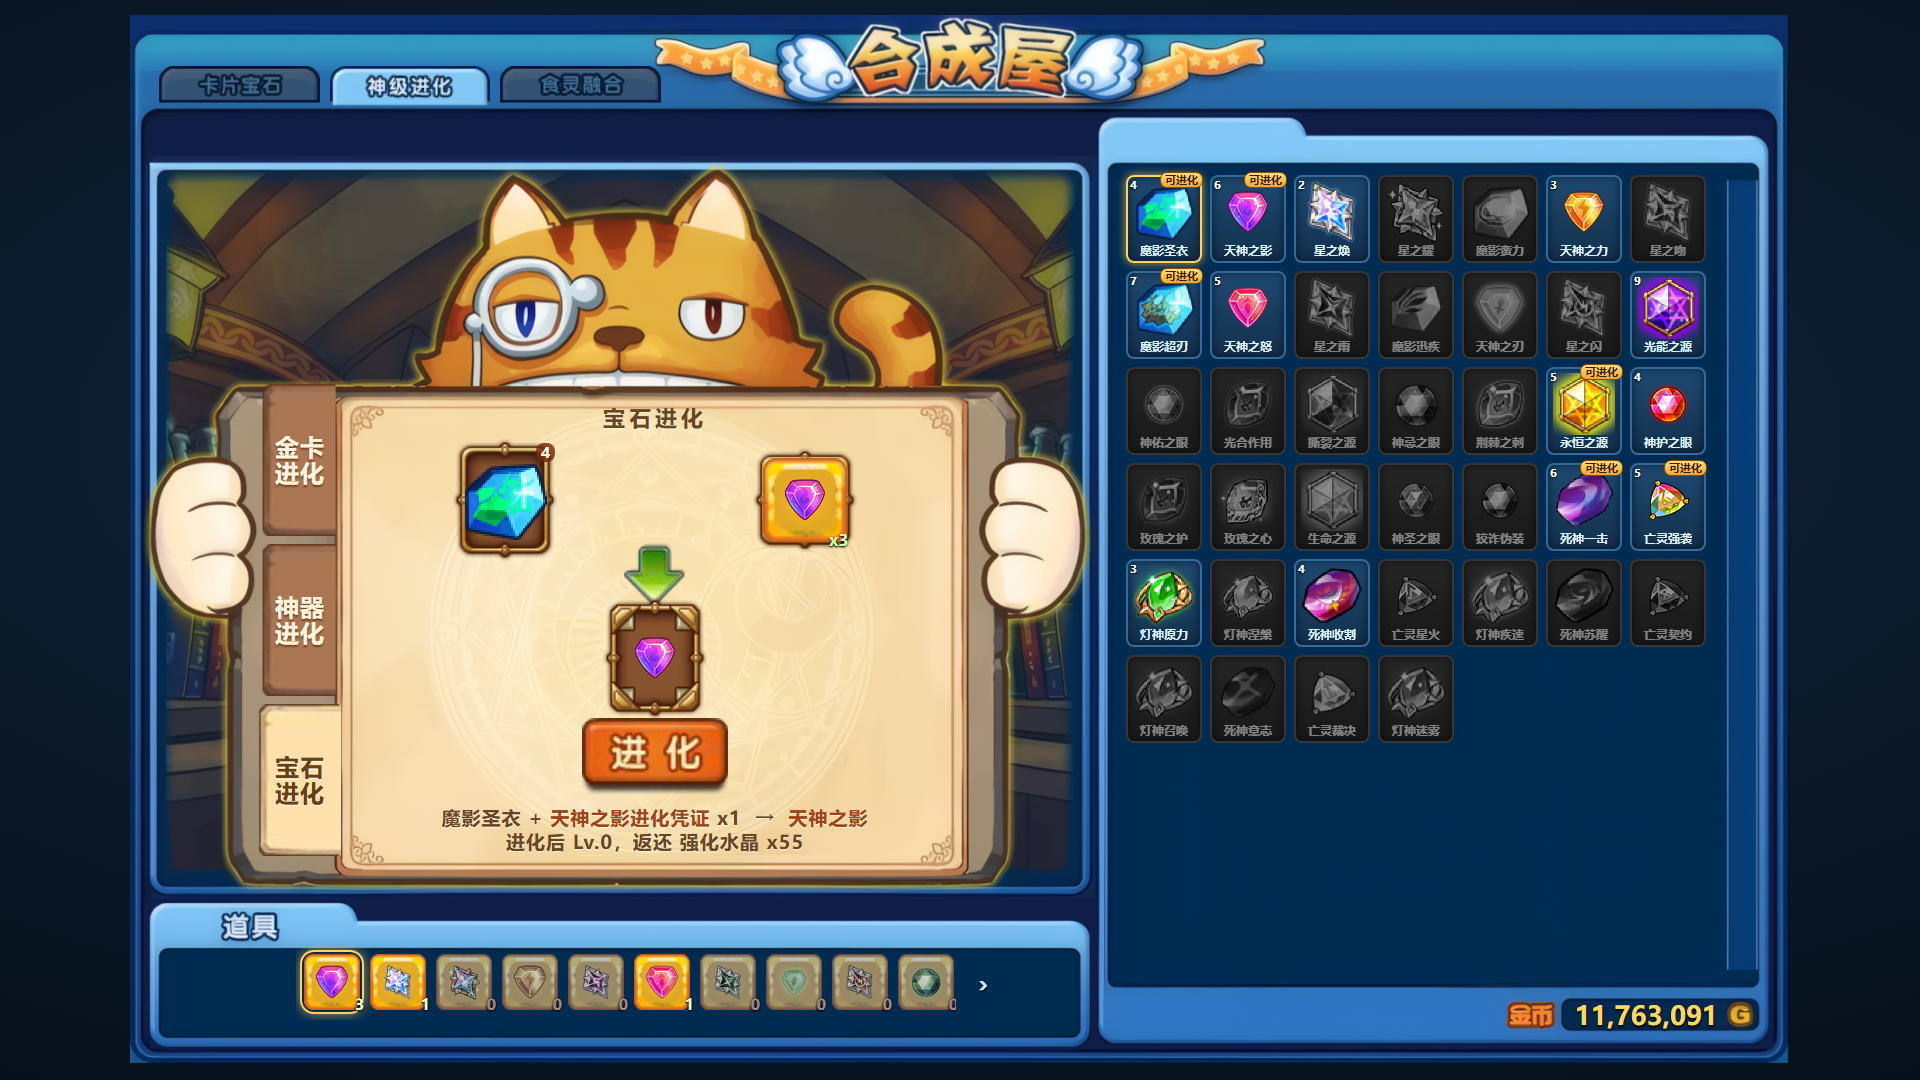 合成屋
卡片宝石
神级进化
食灵融合
4
可进化
魔影圣衣
6
可进化
天神之影
2
星之焕
星之耀
魔影蛮力
3
天神之力
星之吻
7
可进化
魔影超刃
5
天神之怒
星之雨
魔影迅疾
天神之刃
星之闪
9
光能之源
神佑之眼
光合作用
撕裂之源
神忌之眼
荆棘之刺
5
可进化
永恒之源
4
神护之眼
玫瑰之护
玫瑰之心
生命之源
神圣之眼
狡诈伪装
6
可进化
死神一击
5
可进化
亡灵强袭
3
灯神原力
灯神涅槃
4
死神收割
亡灵星火
灯神疾速
死神苏醒
亡灵契约
灯神召唤
死神意志
亡灵裁决
灯神迷雾
金卡
进化
神器
进化
宝石
进化
宝石进化
4
x3
进化
魔影圣衣 + 天神之影进化凭证 x1 → 天神之影
进化后 Lv.0，返还 强化水晶 x55
道具
3
1
0
0
0
1
0
0
0
0
›
金币
11,763,091
G